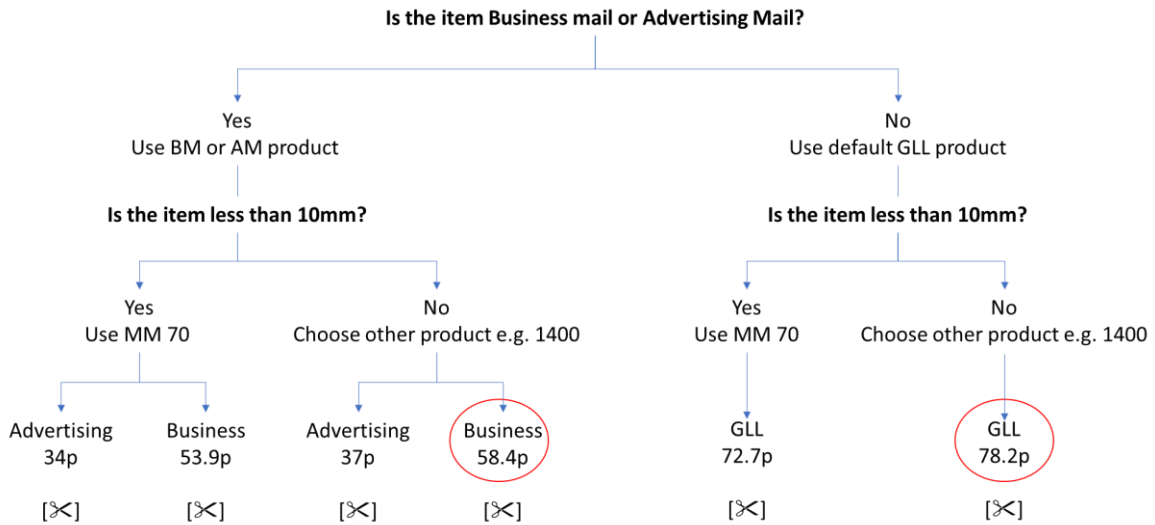 Is the item Business mail or Advertising Mail?
Yes
Use BM or AM product
No
Use default GLL product
Is the item less than 10mm?
Is the item less than 10mm?
Yes
Use MM 70
No
Choose other product e.g. 1400
Yes
Use MM 70
No
Choose other product e.g. 1400
Advertising
34p
[✂]
Business
53.9p
[✂]
Advertising
37p
[✂]
Business
58.4p
[✂]
GLL
72.7p
[✂]
GLL
78.2p
[✂]